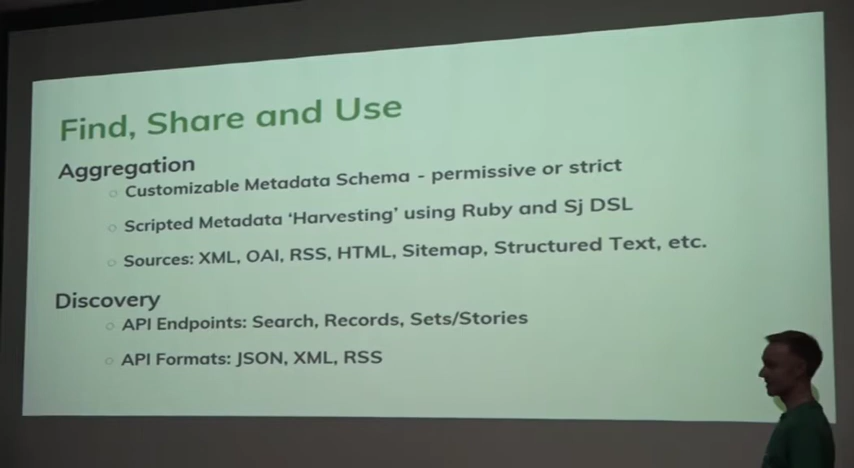 Find, Share and Use
Aggregation
Customizable Metadata Schema - permissive or strict
Scripted Metadata ‘Harvesting’ using Ruby and Sj DSL
Sources: XML, OAI, RSS, HTML, Sitemap, Structured Text, etc.
Discovery
API Endpoints: Search, Records, Sets/Stories
API Formats: JSON, XML, RSS